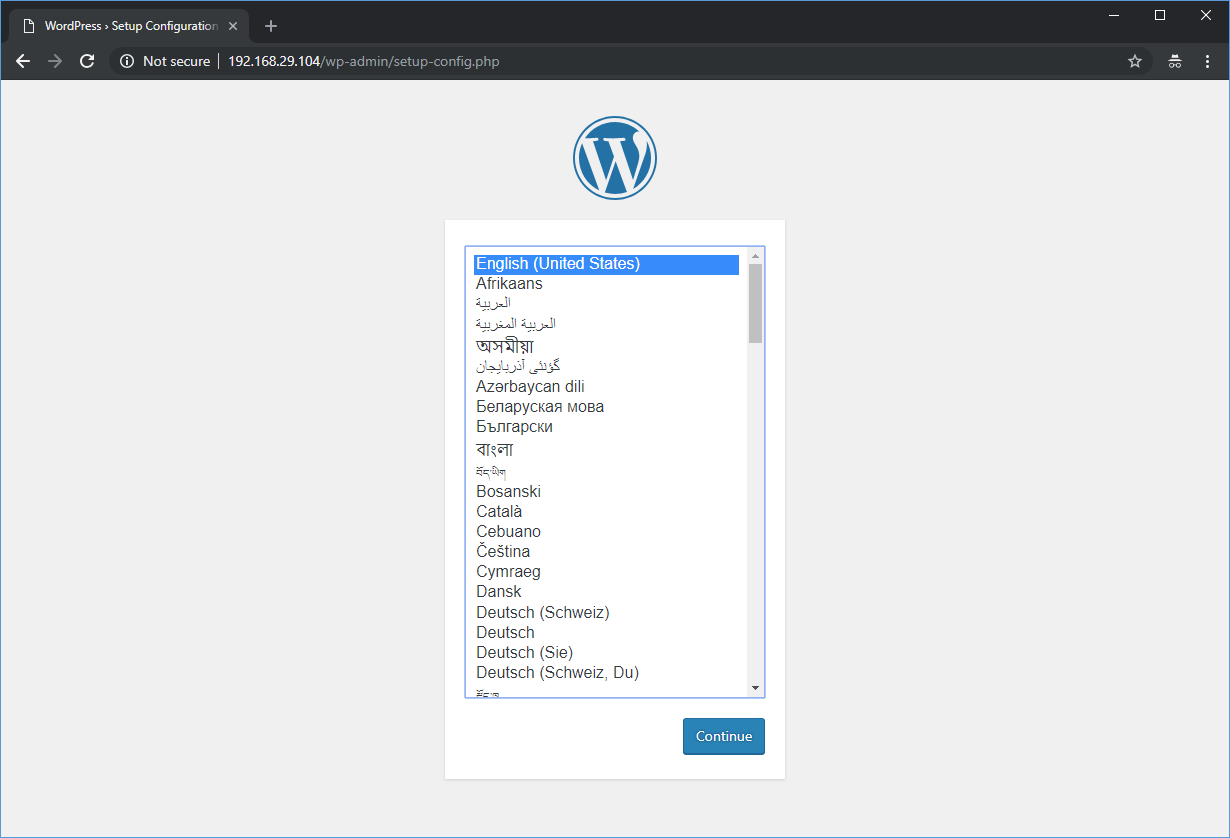 WordPress › Setup Configuration
Not secure
192.168.29.104/wp-admin/setup-config.php
English (United States)
Afrikaans
العربية
العربية المغربية
অসমীয়া
گؤنئی آذربایجان
Azərbaycan dili
Беларуская мова
Български
বাংলা
བོད་ཡིག
Bosanski
Català
Cebuano
Čeština
Cymraeg
Dansk
Deutsch (Schweiz)
Deutsch
Deutsch (Sie)
Deutsch (Schweiz, Du)
Continue